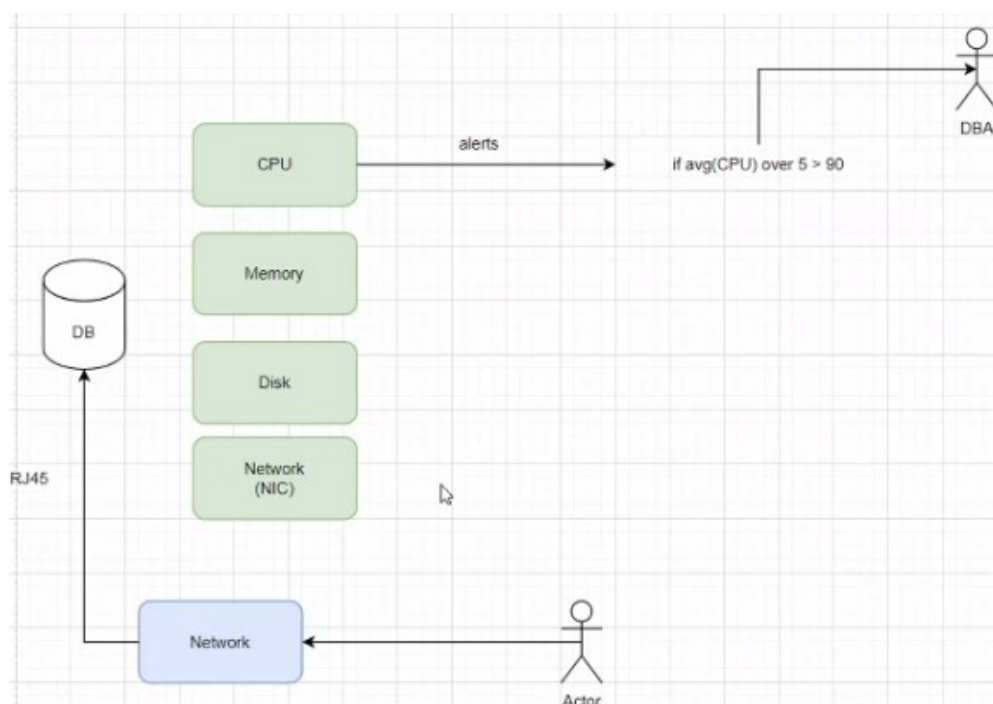 DBA
CPU
alerts
if avg(CPU) over 5 > 90
Memory
DB
Disk
Network
(NIC)
RJ45
Network
Actor